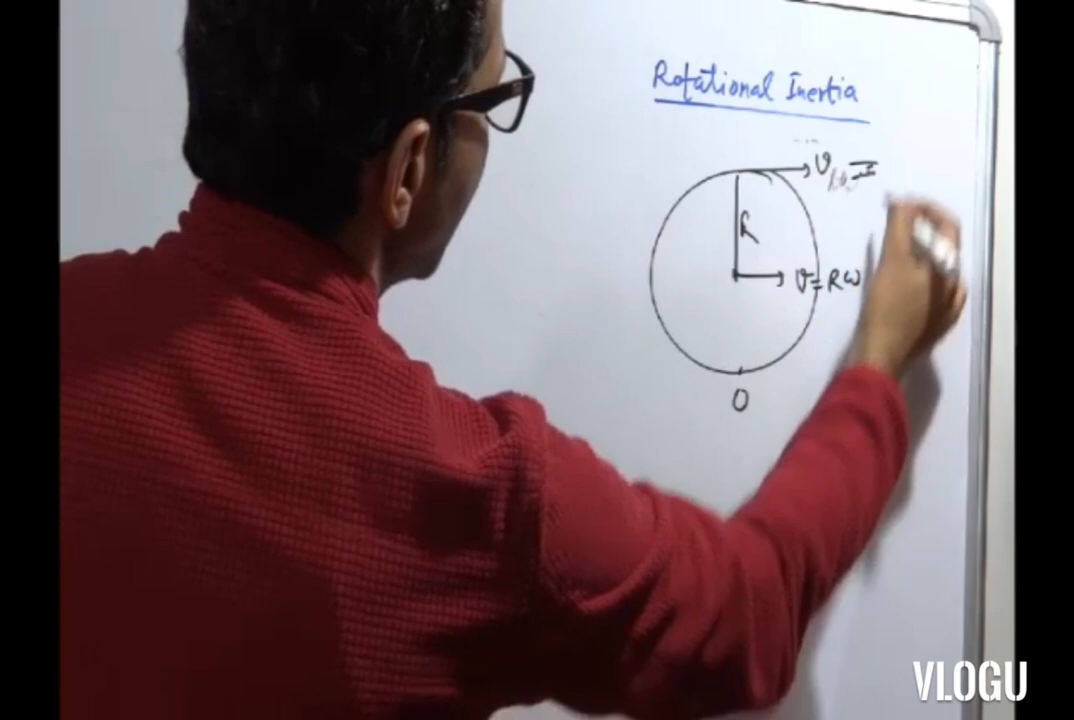 Rotational Inertia
v
R
v = Rω
O
VLOGU